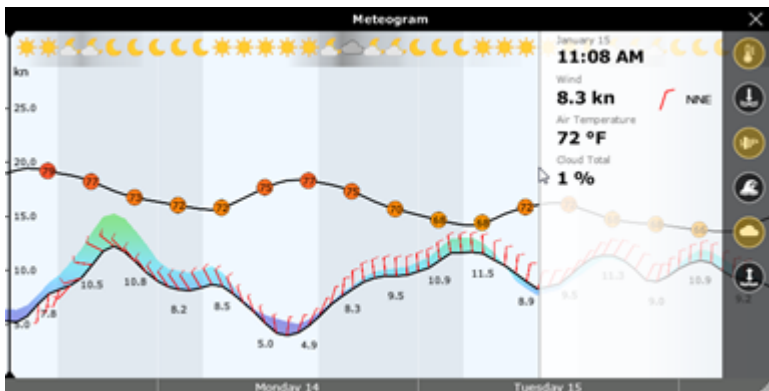 Meteogram
kn
25.0
20.0
15.0
10.0
5.0
79
77
73
72
72
75
77
75
70
68
68
72
7.8
10.5
10.8
8.2
8.5
5.0
4.9
8.3
9.5
10.9
11.5
8.9
9.6
11.3
9.0
10.9
9.2
January 15
11:08 AM
Wind
8.3 kn
NNE
Air Temperature
72 °F
Cloud Total
1 %
Monday 14
Tuesday 15